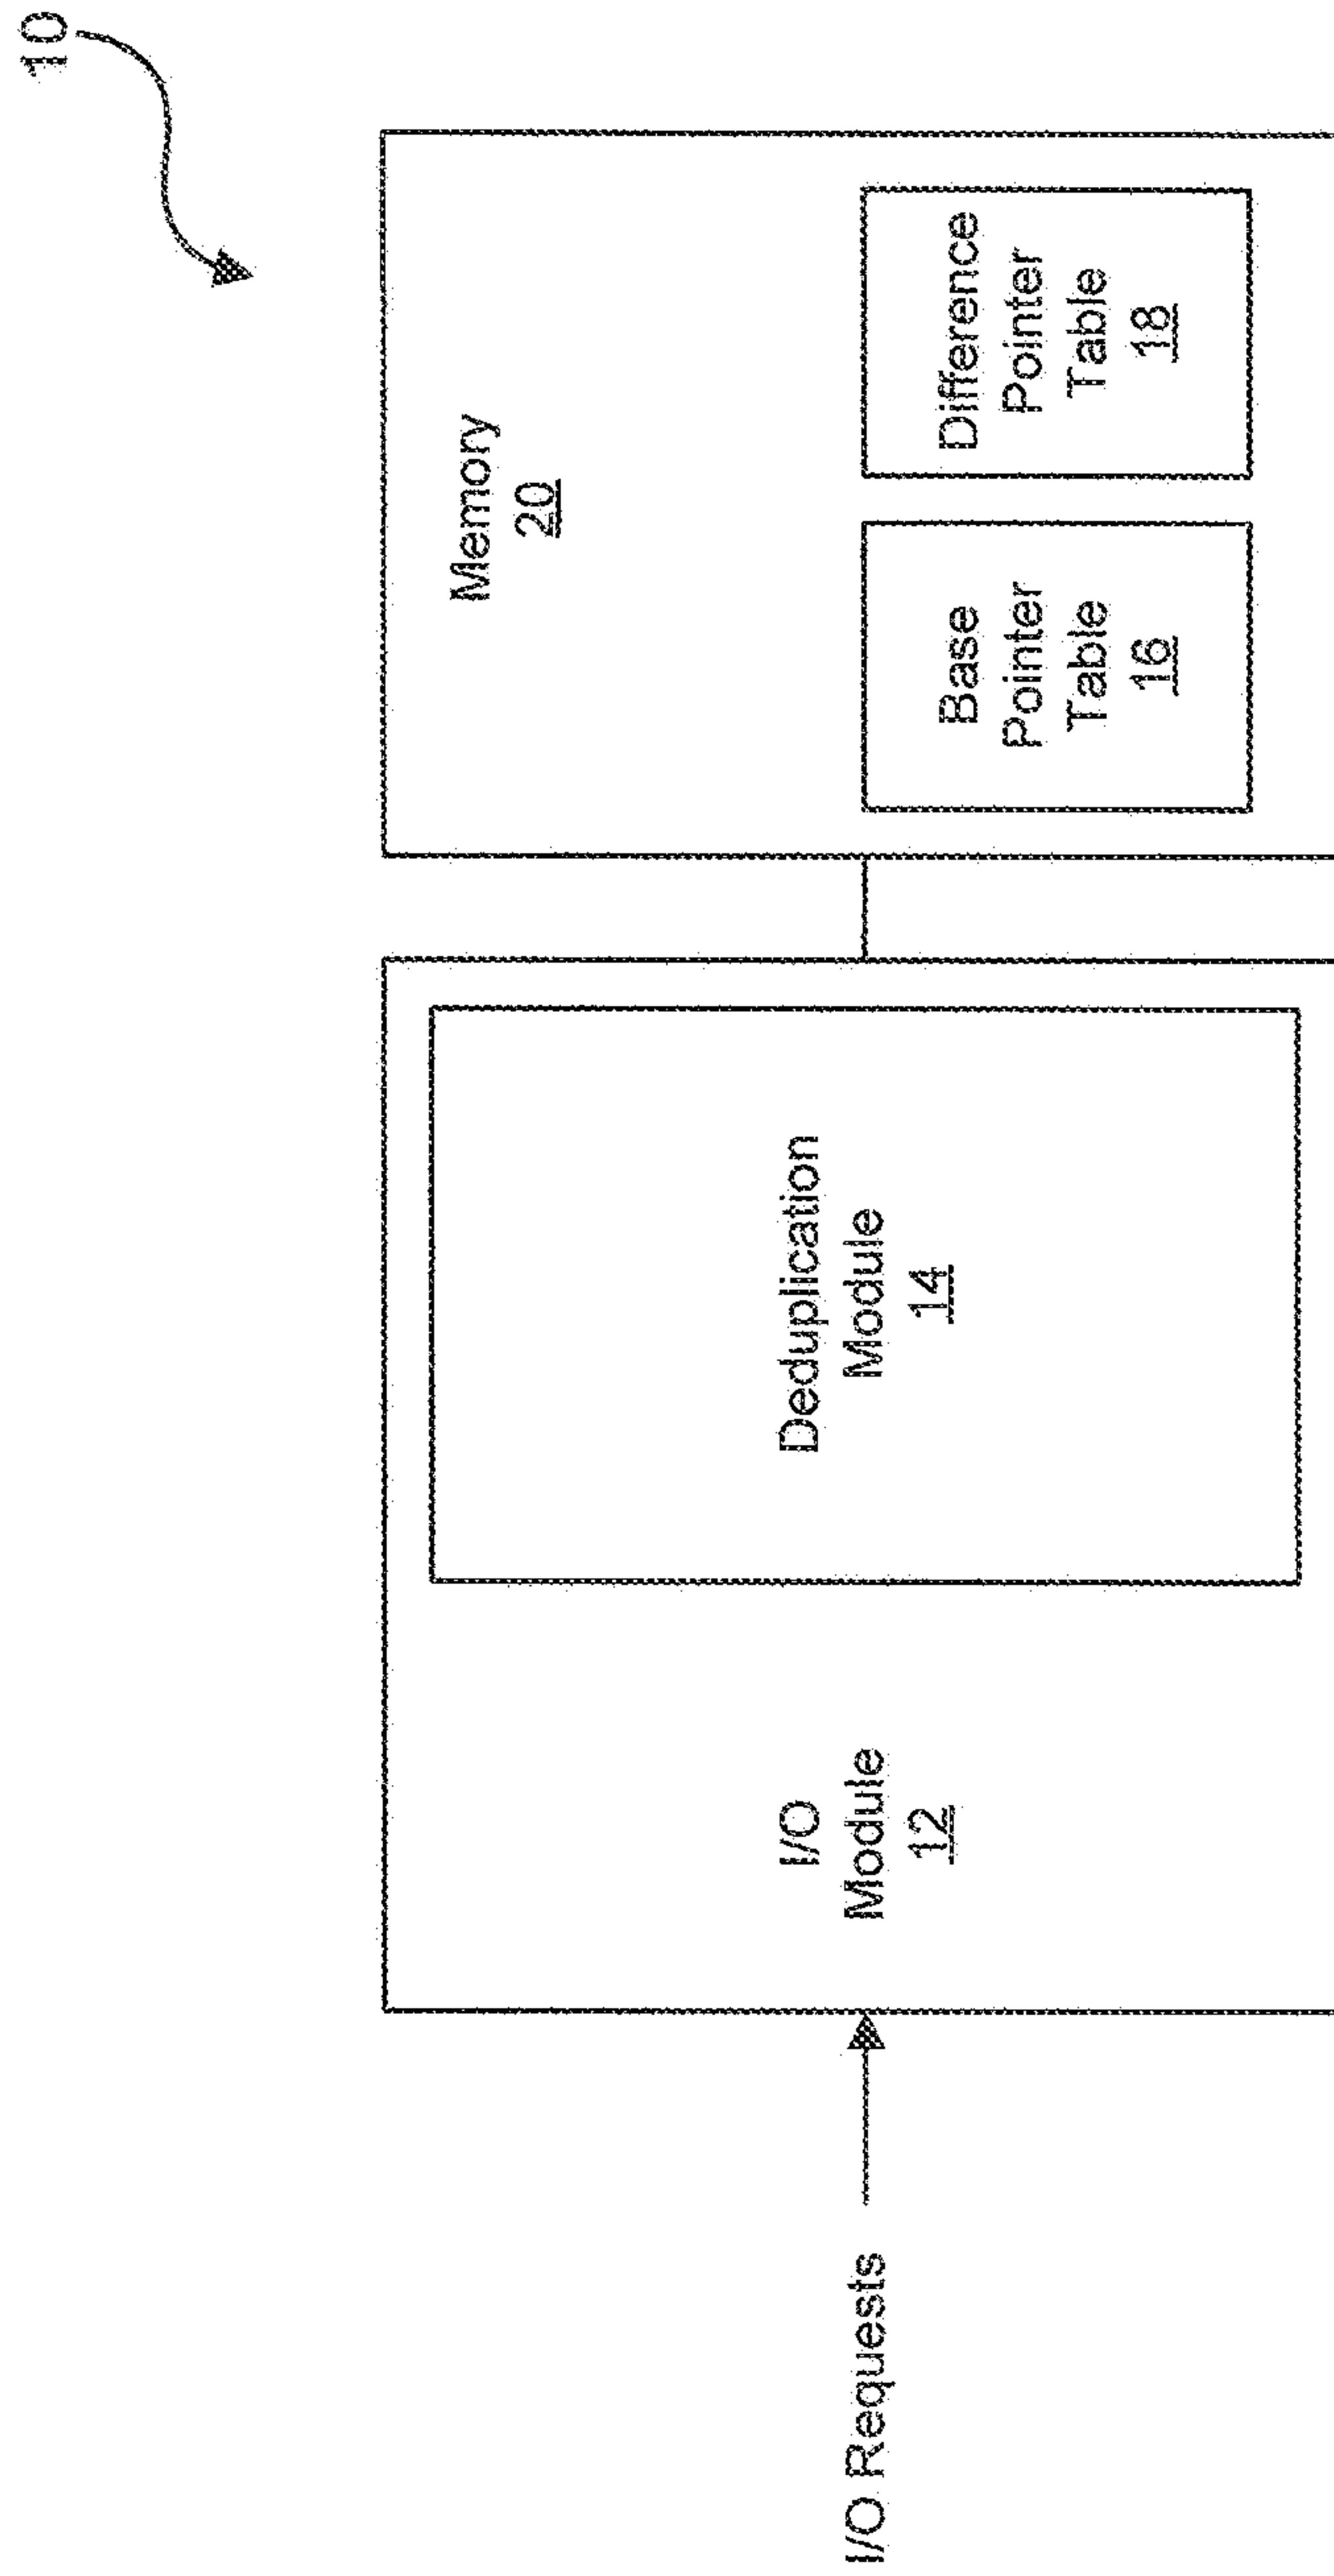 10
I/O Requests
I/O
Module
12
Deduplication
Module
14
Memory
20
Base
Pointer
Table
16
Difference
Pointer
Table
18